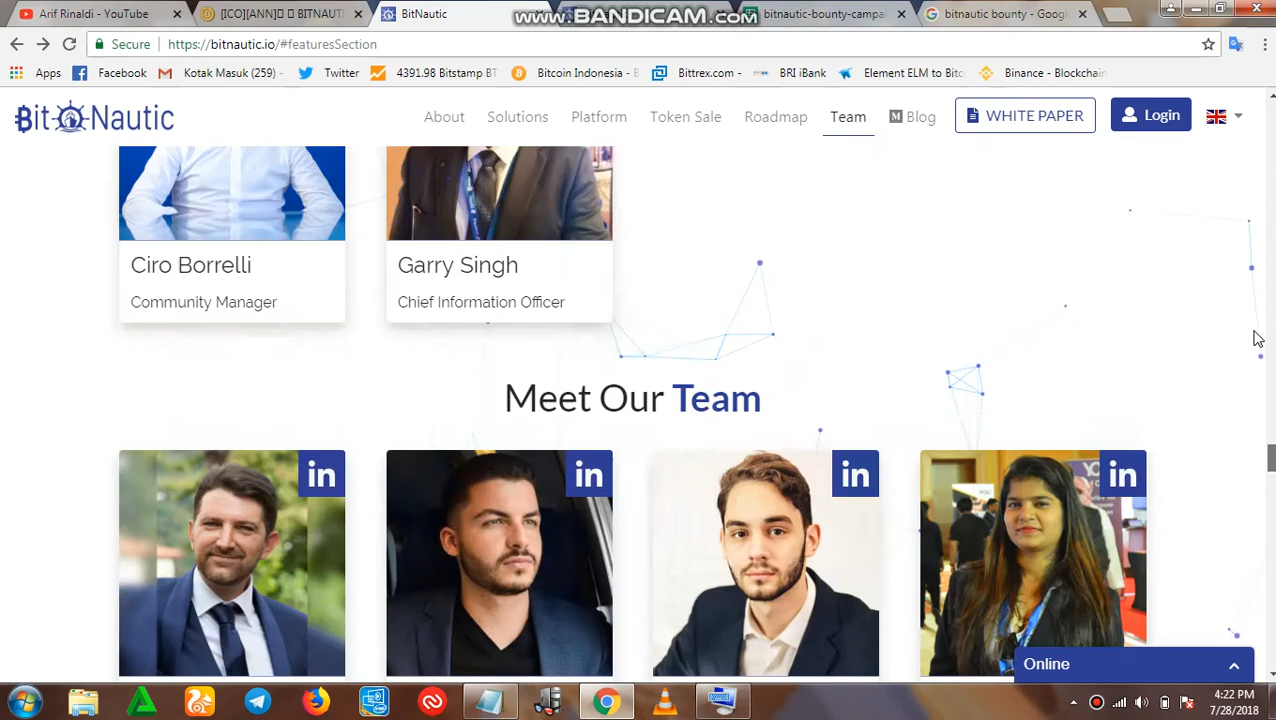 www.BANDICAM.com
Arif Rinaldi - YouTube
[ICO][ANN]
BITNAUTI
BitNautic
bitnautic-bounty-campa
bitnautic bounty - Goog
Secure
https://bitnautic.io/#featuresSection
Apps
Facebook
Kotak Masuk (259) -
Twitter
4391.98 Bitstamp BT
Bitcoin Indonesia - B
Bittrex.com -
BRI iBank
Element ELM to Bitc
Binance - Blockchain
BitNautic
About
Solutions
Platform
Token Sale
Roadmap
Team
Blog
WHITE PAPER
Login
Ciro Borrelli
Community Manager
Garry Singh
Chief Information Officer
Meet Our Team
in
in
in
in
Online
4:22 PM
7/28/2018